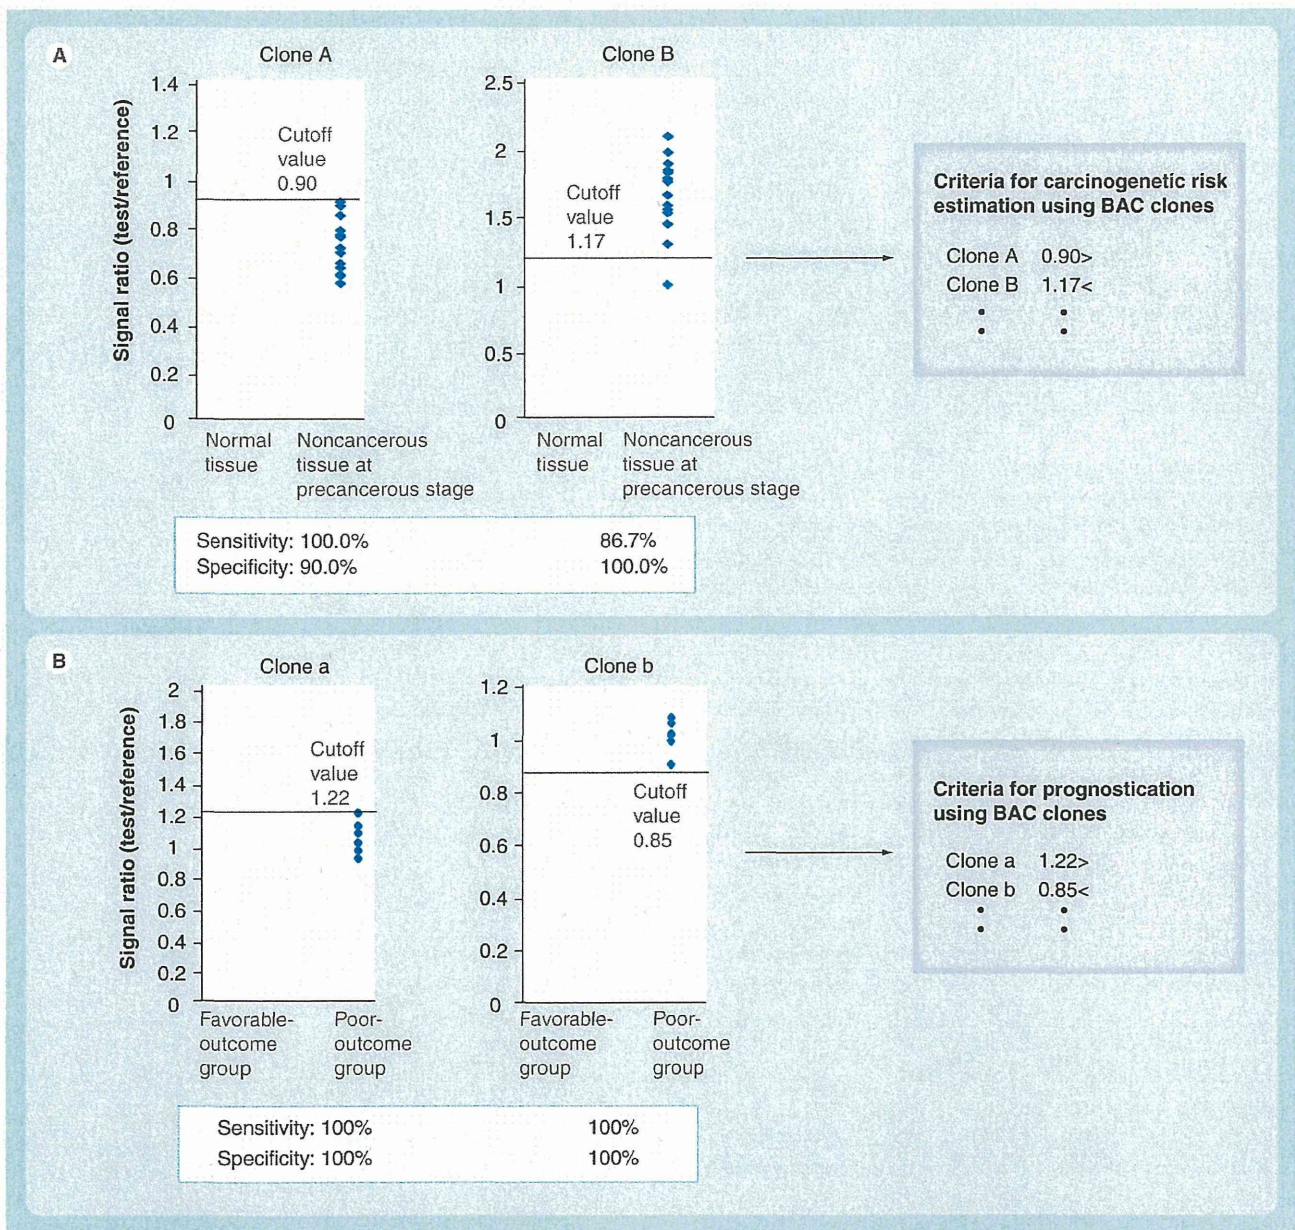 A
Clone A
Clone B
Signal ratio (test/reference)
1.4
1.2
1
0.8
0.6
0.4
0.2
0
Cutoff
value
0.90
Normal
tissue
Noncancerous
tissue at
precancerous stage
2.5
2
1.5
1
0.5
0
Cutoff
value
1.17
Normal
tissue
Noncancerous
tissue at
precancerous stage
Criteria for carcinogenetic risk
estimation using BAC clones
Clone A 0.90>
Clone B 1.17<
Sensitivity: 100.0% 86.7%
Specificity: 90.0% 100.0%
B
Clone a
Clone b
Signal ratio (test/reference)
2
1.8
1.6
1.4
1.2
1
0.8
0.6
0.4
0.2
0
Cutoff
value
1.22
Favorable-
outcome
group
Poor-
outcome
group
1.2
1
0.8
0.6
0.4
0.2
0
Cutoff
value
0.85
Favorable-
outcome
group
Poor-
outcome
group
Criteria for prognostication
using BAC clones
Clone a 1.22>
Clone b 0.85<
Sensitivity: 100% 100%
Specificity: 100% 100%